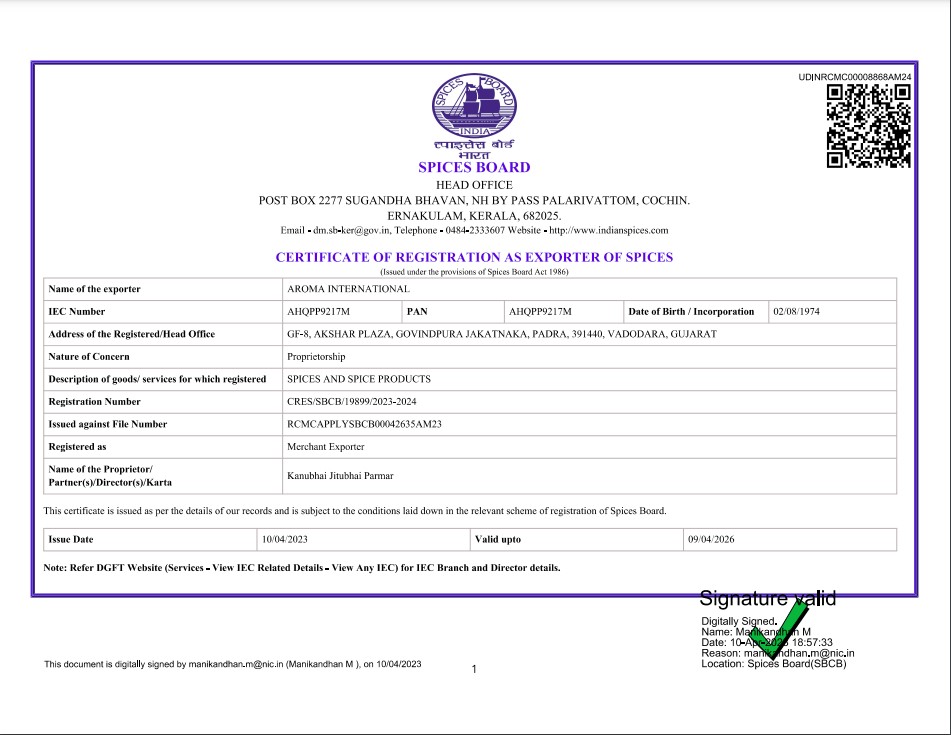 UDINRCMC00008868AM24
SPICES BOARD
INDIA
स्पाइसेस बोर्ड
भारत
SPICES BOARD
HEAD OFFICE
POST BOX 2277 SUGANDHA BHAVAN, NH BY PASS PALARIVATTOM, COCHIN.
ERNAKULAM, KERALA, 682025.
Email - dm.sb-ker@gov.in, Telephone - 0484-2333607 Website - http://www.indianspices.com
CERTIFICATE OF REGISTRATION AS EXPORTER OF SPICES
(Issued under the provisions of Spices Board Act 1986)
Name of the exporter AROMA INTERNATIONAL
IEC Number AHQPP9217M PAN AHQPP9217M Date of Birth / Incorporation 02/08/1974
Address of the Registered/Head Office GF-8, AKSHAR PLAZA, GOVINDPURA JAKATNAKA, PADRA, 391440, VADODARA, GUJARAT
Nature of Concern Proprietorship
Description of goods/ services for which registered SPICES AND SPICE PRODUCTS
Registration Number CRES/SBCB/19899/2023-2024
Issued against File Number RCMCAPPLYSBCB00042635AM23
Registered as Merchant Exporter
Name of the Proprietor/
Partner(s)/Director(s)/Karta Kanubhai Jitubhai Parmar
This certificate is issued as per the details of our records and is subject to the conditions laid down in the relevant scheme of registration of Spices Board.
Issue Date 10/04/2023 Valid upto 09/04/2026
Note: Refer DGFT Website (Services - View IEC Related Details - View Any IEC) for IEC Branch and Director details.
Signature valid
Digitally Signed.
Name: Manikandhan M
Date: 10-Apr-2023 18:57:33
Reason: manikandhan.m@nic.in
Location: Spices Board(SBCB)
This document is digitally signed by manikandhan.m@nic.in (Manikandhan M ), on 10/04/2023
1